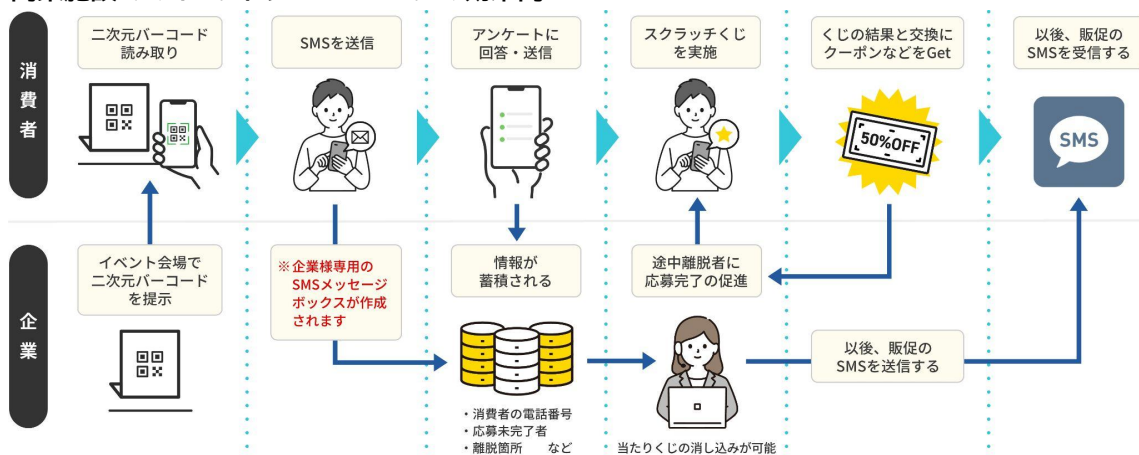 消費者
二次元バーコード
読み取り
SMSを送信
アンケートに
回答・送信
スクラッチくじ
を実施
くじの結果と交換に
クーポンなどをGet
以後、販促の
SMSを受信する
50%OFF
SMS
企業
イベント会場で
二次元バーコード
を提示
※企業様専用の
SMSメッセージ
ボックスが作成
されます
情報が
蓄積される
途中離脱者に
応募完了の促進
以後、販促の
SMSを送信する
・消費者の電話番号
・応募未完了者
・離脱箇所 など
当たりくじの消し込みが可能